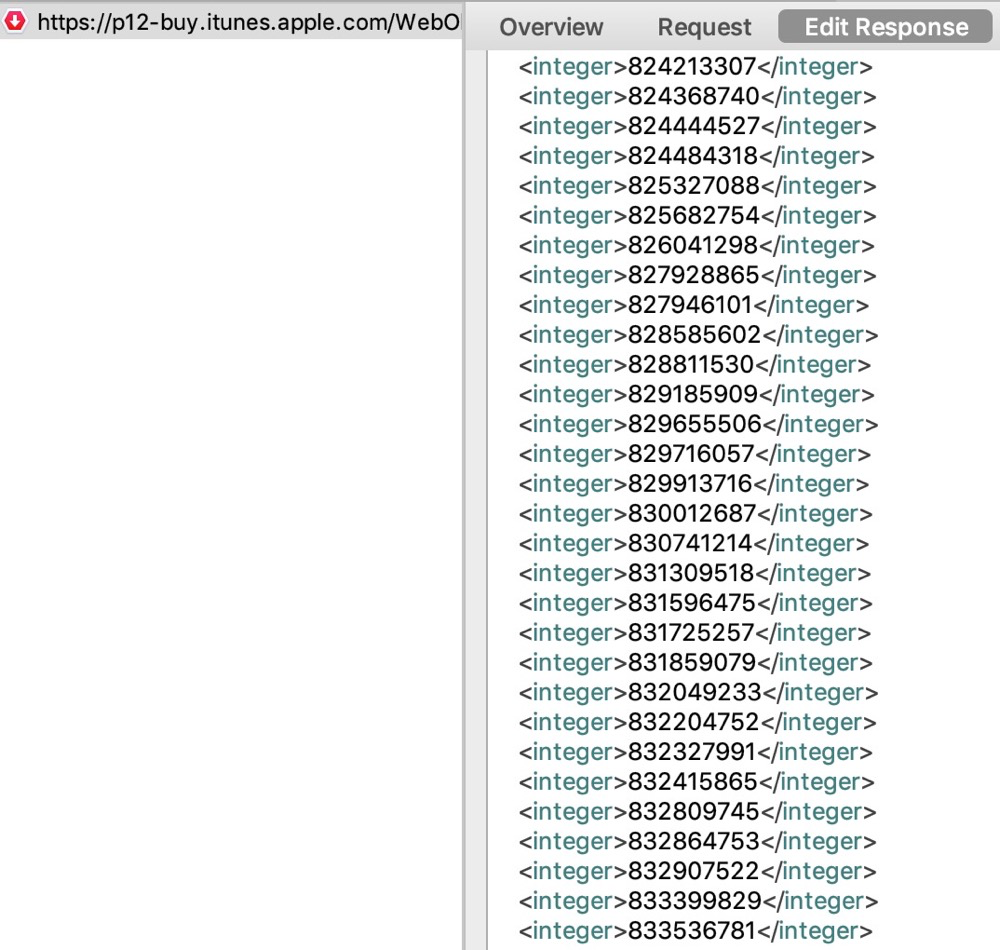 https://p12-buy.itunes.apple.com/WebO
Overview Request Edit Response
<integer>824213307</integer>
<integer>824368740</integer>
<integer>824444527</integer>
<integer>824484318</integer>
<integer>825327088</integer>
<integer>825682754</integer>
<integer>826041298</integer>
<integer>827928865</integer>
<integer>827946101</integer>
<integer>828585602</integer>
<integer>828811530</integer>
<integer>829185909</integer>
<integer>829655506</integer>
<integer>829716057</integer>
<integer>829913716</integer>
<integer>830012687</integer>
<integer>830741214</integer>
<integer>831309518</integer>
<integer>831596475</integer>
<integer>831725257</integer>
<integer>831859079</integer>
<integer>832049233</integer>
<integer>832204752</integer>
<integer>832327991</integer>
<integer>832415865</integer>
<integer>832809745</integer>
<integer>832864753</integer>
<integer>832907522</integer>
<integer>833399829</integer>
<integer>833536781</integer>